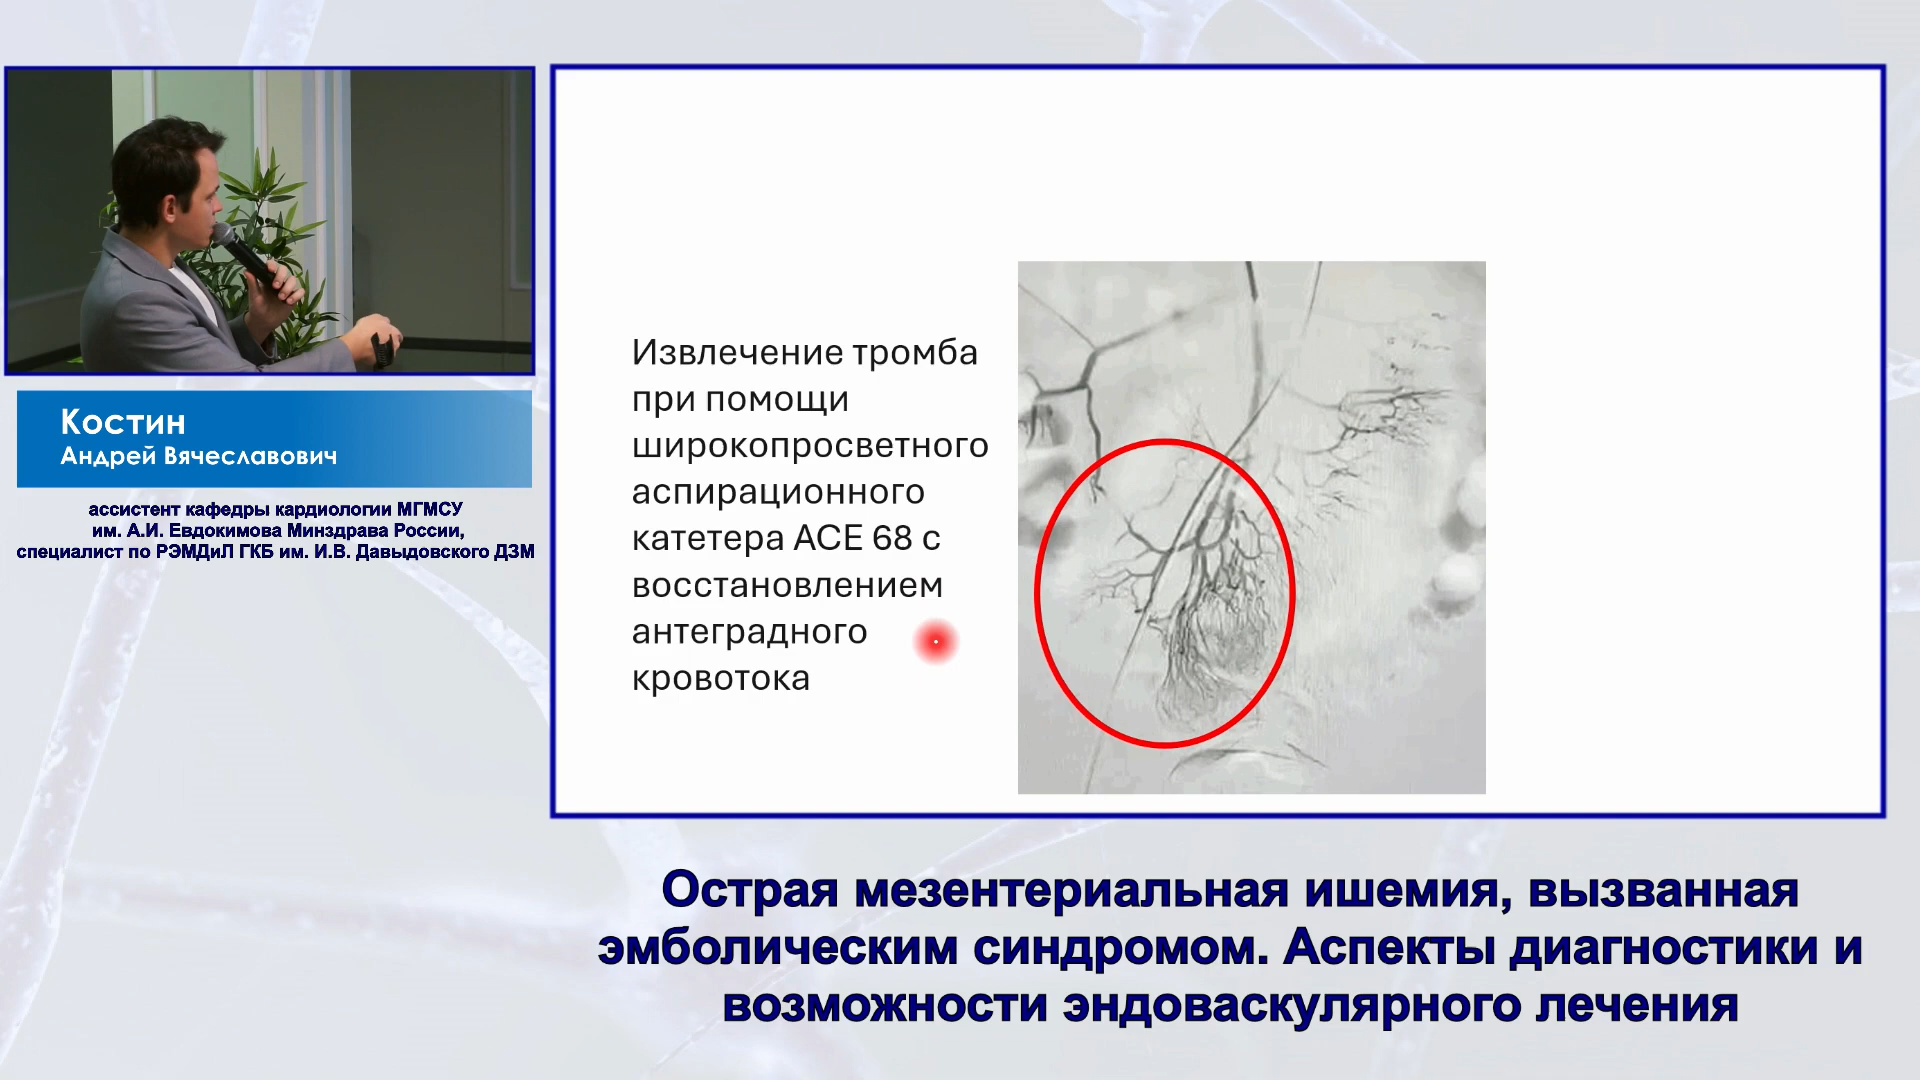 Костин
Андрей Вячеславович
ассистент кафедры кардиологии МГМСУ
им. А.И. Евдокимова Минздрава России,
специалист по РЭМДиЛ ГКБ им. И.В. Давыдовского ДЗМ
Извлечение тромба
при помощи
широкопросветного
аспирационного
катетера ACE 68 с
восстановлением
антеградного
кровотока
Острая мезентериальная ишемия, вызванная
эмболическим синдромом. Аспекты диагностики и
возможности эндоваскулярного лечения